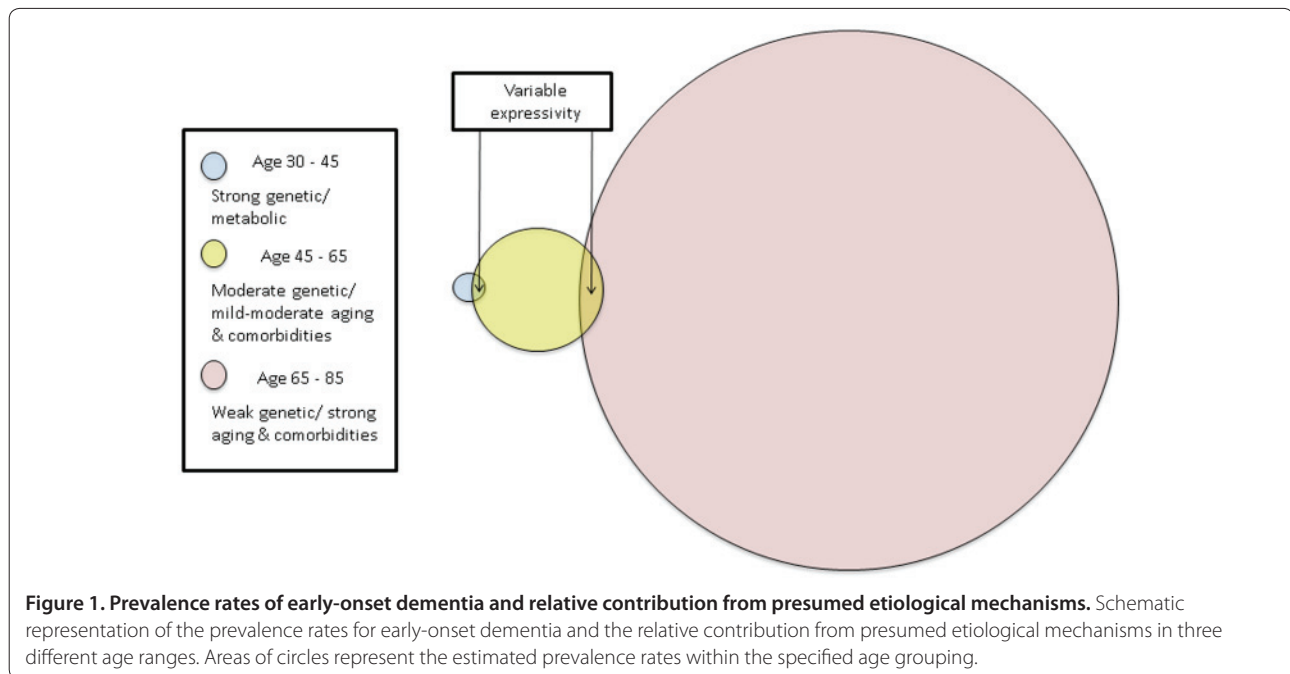 Variable
expressivity
Age 30 - 45
Strong genetic/
metabolic
Age 45 - 65
Moderate genetic/
mild-moderate aging
& comorbidities
Age 65 - 85
Weak genetic/ strong
aging & comorbidities
Figure 1. Prevalence rates of early-onset dementia and relative contribution from presumed etiological mechanisms. Schematic
representation of the prevalence rates for early-onset dementia and the relative contribution from presumed etiological mechanisms in three
different age ranges. Areas of circles represent the estimated prevalence rates within the specified age grouping.